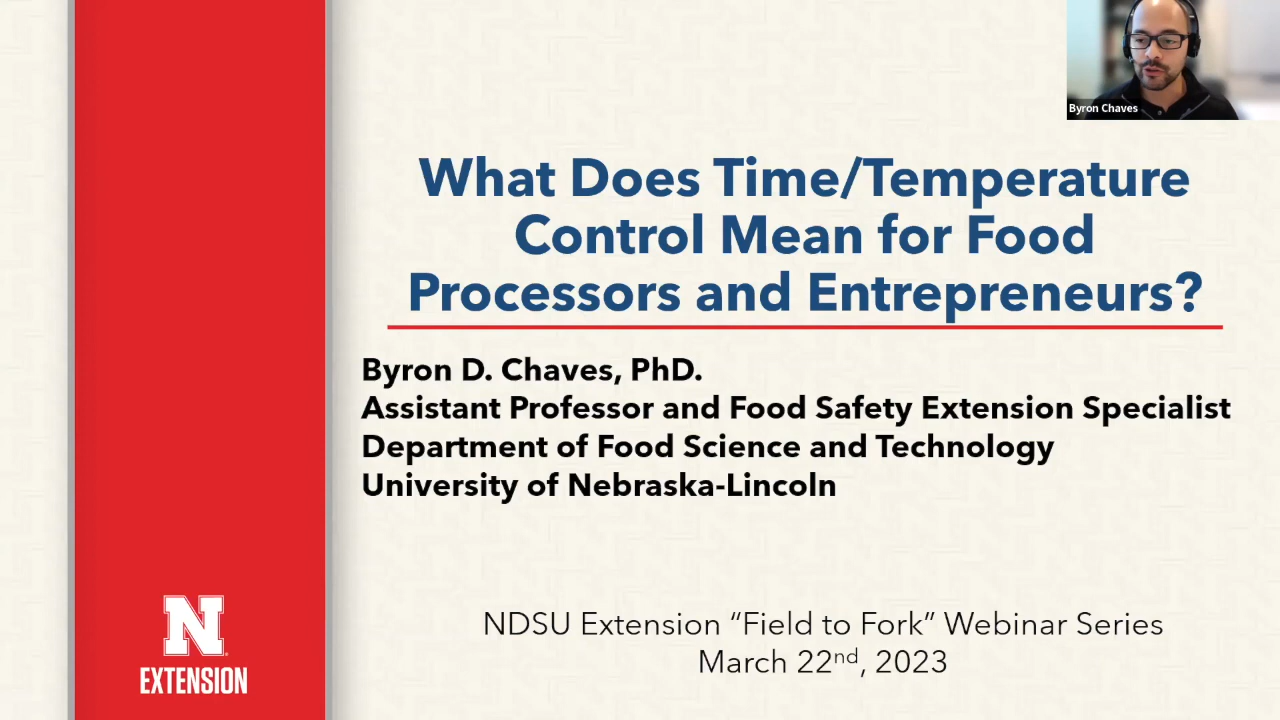 Byron Chaves
What Does Time/Temperature
Control Mean for Food
Processors and Entrepreneurs?
Byron D. Chaves, PhD.
Assistant Professor and Food Safety Extension Specialist
Department of Food Science and Technology
University of Nebraska-Lincoln
NDSU Extension “Field to Fork” Webinar Series
March 22nd, 2023
N
EXTENSION